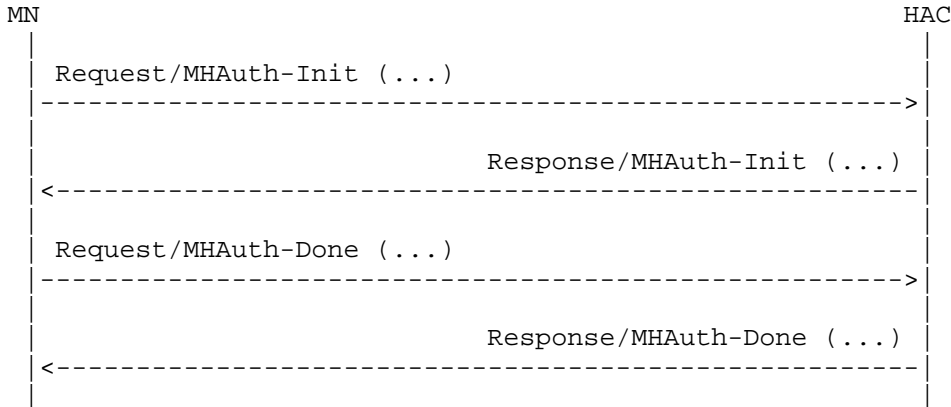 MN HAC
Request/MHAuth-Init (...)
Response/MHAuth-Init (...)
Request/MHAuth-Done (...)
Response/MHAuth-Done (...)